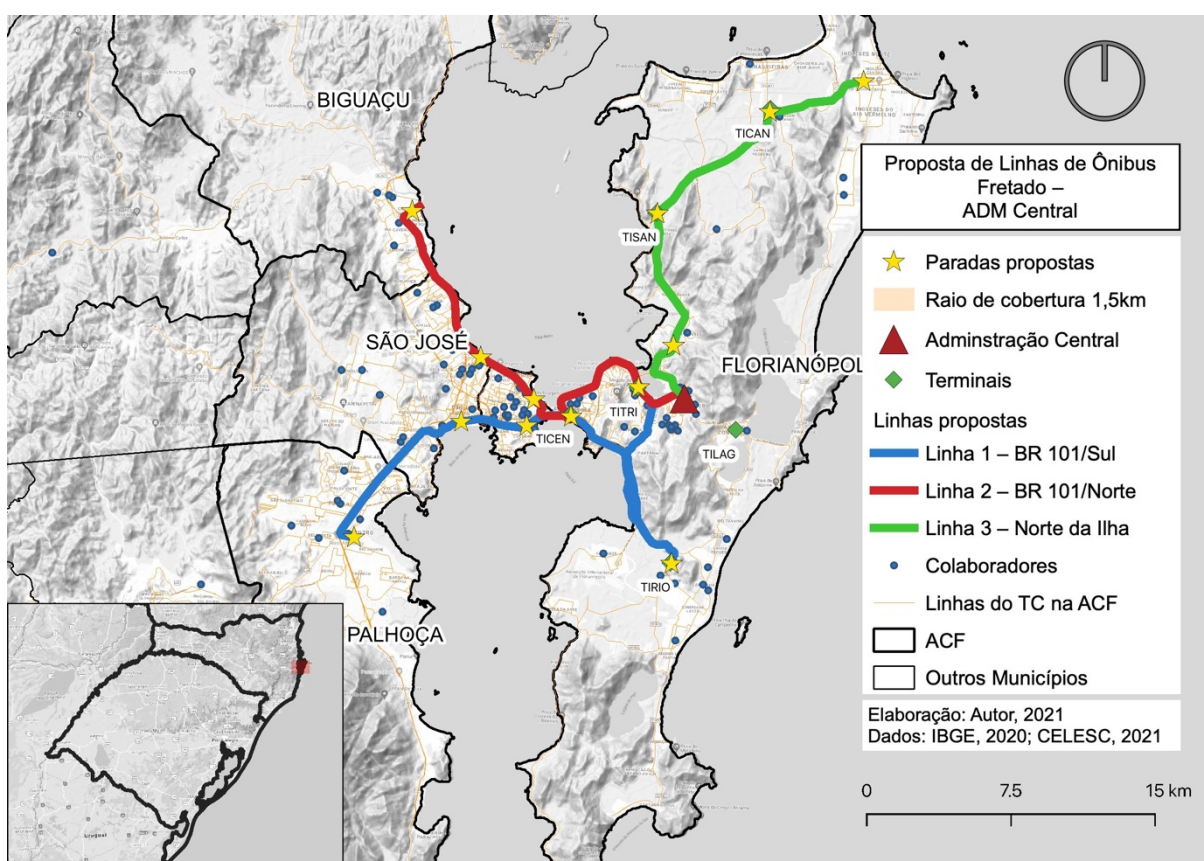 BIGUAÇU
TICAN
TISAN
SÃO JOSÉ
FLORIANÓPOL
TITRI
TICEN
TILAG
TIRIO
PALHOÇA
Proposta de Linhas de Ônibus
Fretado –
ADM Central
Paradas propostas
Raio de cobertura 1,5km
Adminstração Central
Terminais
Linhas propostas
Linha 1 – BR 101/Sul
Linha 2 – BR 101/Norte
Linha 3 – Norte da Ilha
Colaboradores
Linhas do TC na ACF
ACF
Outros Municípios
Elaboração: Autor, 2021
Dados: IBGE, 2020; CELESC, 2021
0 7.5 15 km